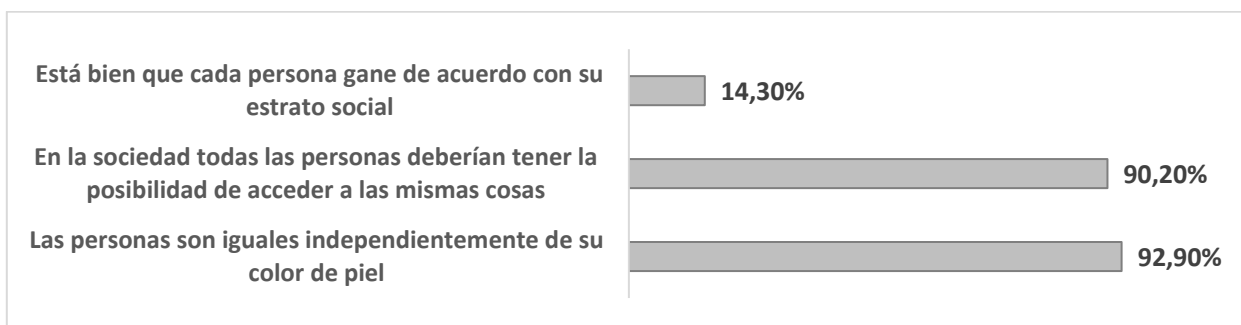 Está bien que cada persona gane de acuerdo con su
estrato social
14,30%
En la sociedad todas las personas deberían tener la
posibilidad de acceder a las mismas cosas
90,20%
Las personas son iguales independientemente de su
color de piel
92,90%